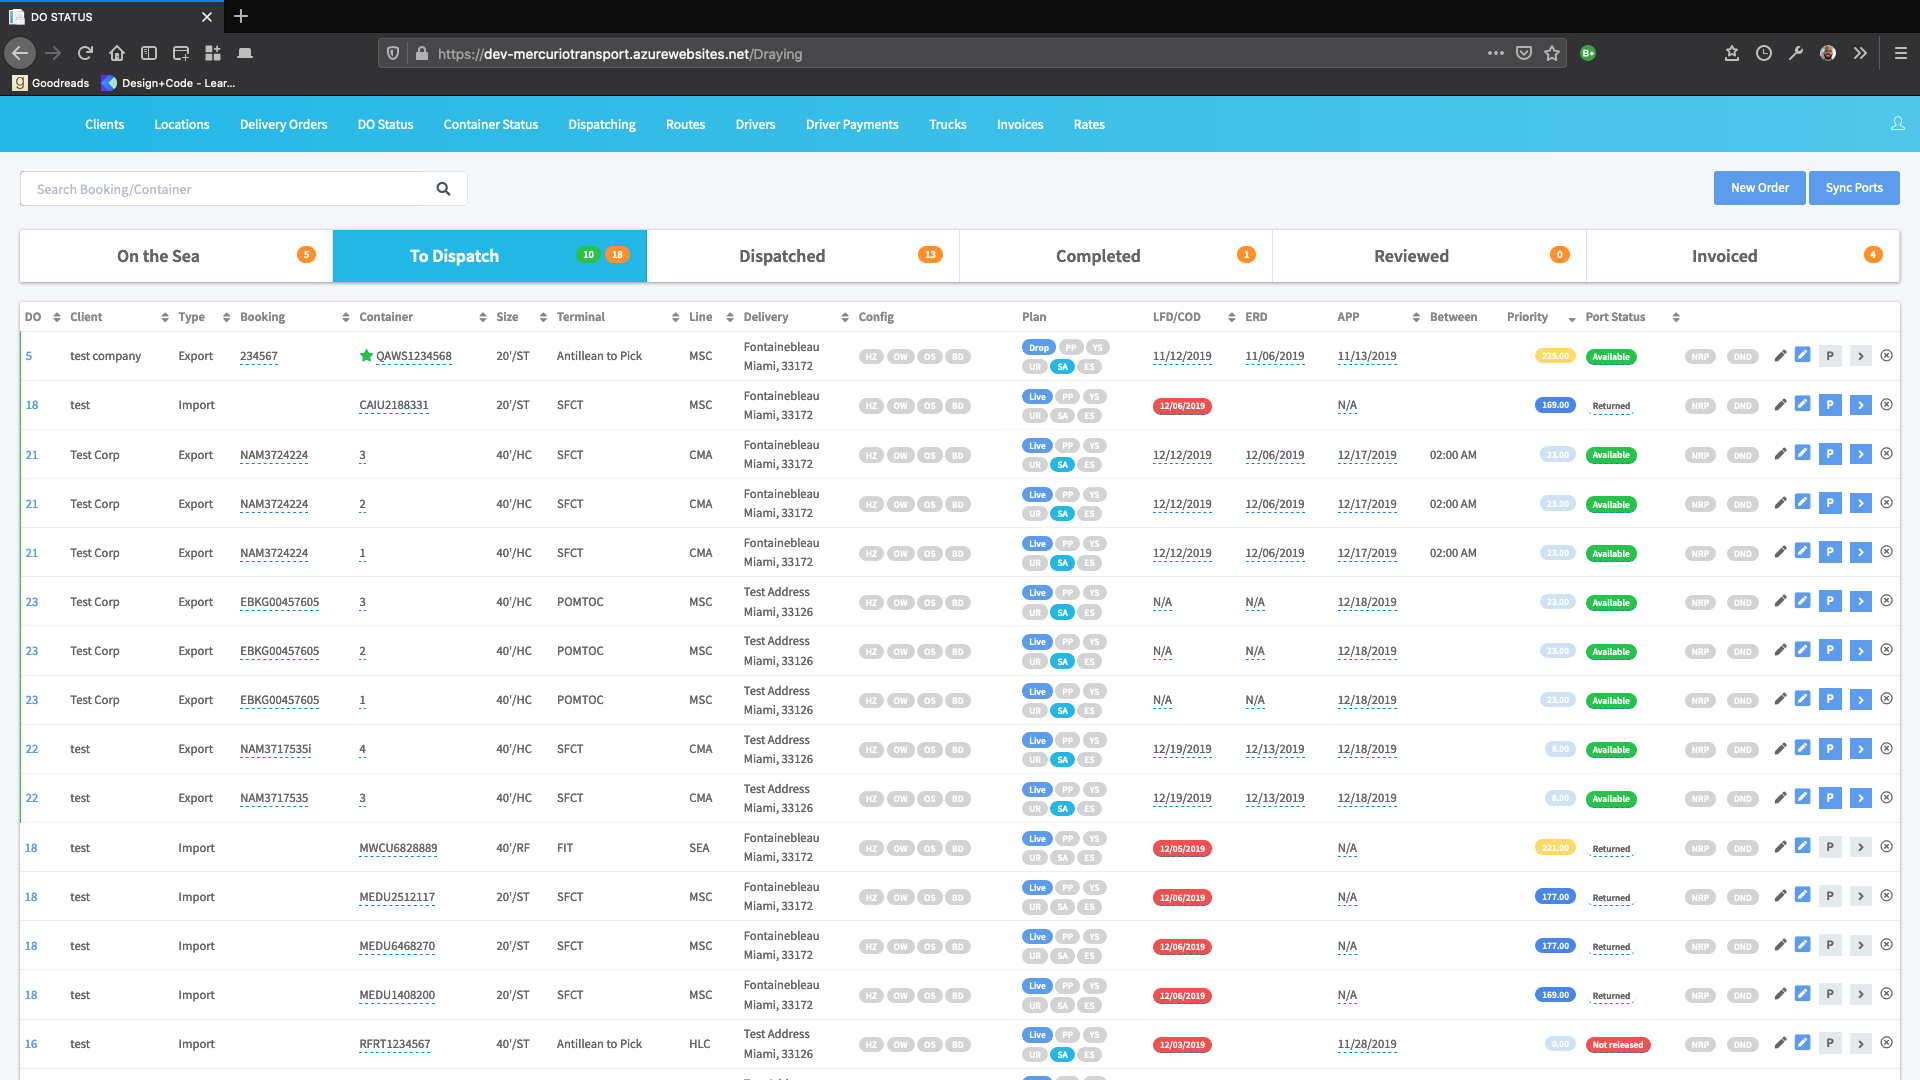 DO STATUS
https://dev-mercuriotransport.azurewebsites.net/Draying
Goodreads Design+Code - Lear...
Clients Locations Delivery Orders DO Status Container Status Dispatching Routes Drivers Driver Payments Trucks Invoices Rates
Search Booking/Container New Order Sync Ports
On the Sea 5 To Dispatch 10 18 Dispatched 13 Completed 1 Reviewed 0 Invoiced 4
DO Client Type Booking Container Size Terminal Line Delivery Config Plan LFD/COD ERD APP Between Priority Port Status
5 test company Export 234567 QAWS1234568 20'/ST Antillean to Pick MSC Fontainebleau Miami, 33172 HZ OW OS BD Drop PP YS UR SA ES 11/12/2019 11/06/2019 11/13/2019 225.00 Available NRP DND P
18 test Import CAIU2188331 20'/ST SFCT MSC Fontainebleau Miami, 33172 HZ OW OS BD Live PP YS UR SA ES 12/06/2019 N/A 169.00 Returned NRP DND P
21 Test Corp Export NAM3724224 3 40'/HC SFCT CMA Fontainebleau Miami, 33172 HZ OW OS BD Live PP YS UR SA ES 12/12/2019 12/06/2019 12/17/2019 02:00 AM 23.00 Available NRP DND P
21 Test Corp Export NAM3724224 2 40'/HC SFCT CMA Fontainebleau Miami, 33172 HZ OW OS BD Live PP YS UR SA ES 12/12/2019 12/06/2019 12/17/2019 02:00 AM 23.00 Available NRP DND P
21 Test Corp Export NAM3724224 1 40'/HC SFCT CMA Fontainebleau Miami, 33172 HZ OW OS BD Live PP YS UR SA ES 12/12/2019 12/06/2019 12/17/2019 02:00 AM 23.00 Available NRP DND P
23 Test Corp Export EBKG00457605 3 40'/HC POMTOC MSC Test Address Miami, 33126 HZ OW OS BD Live PP YS UR SA ES N/A N/A 12/18/2019 23.00 Available NRP DND P
23 Test Corp Export EBKG00457605 2 40'/HC POMTOC MSC Test Address Miami, 33126 HZ OW OS BD Live PP YS UR SA ES N/A N/A 12/18/2019 23.00 Available NRP DND P
23 Test Corp Export EBKG00457605 1 40'/HC POMTOC MSC Test Address Miami, 33126 HZ OW OS BD Live PP YS UR SA ES N/A N/A 12/18/2019 23.00 Available NRP DND P
22 test Export NAM3717535i 4 40'/HC SFCT CMA Test Address Miami, 33126 HZ OW OS BD Live PP YS UR SA ES 12/19/2019 12/13/2019 12/18/2019 8.00 Available NRP DND P
22 test Export NAM3717535 3 40'/HC SFCT CMA Test Address Miami, 33126 HZ OW OS BD Live PP YS UR SA ES 12/19/2019 12/13/2019 12/18/2019 8.00 Available NRP DND P
18 test Import MWCU6828889 40'/RF FIT SEA Fontainebleau Miami, 33172 HZ OW OS BD Live PP YS UR SA ES 12/05/2019 N/A 221.00 Returned NRP DND P
18 test Import MEDU2512117 20'/ST SFCT MSC Fontainebleau Miami, 33172 HZ OW OS BD Live PP YS UR SA ES 12/06/2019 N/A 177.00 Returned NRP DND P
18 test Import MEDU6468270 20'/ST SFCT MSC Fontainebleau Miami, 33172 HZ OW OS BD Live PP YS UR SA ES 12/06/2019 N/A 177.00 Returned NRP DND P
18 test Import MEDU1408200 20'/ST SFCT MSC Fontainebleau Miami, 33172 HZ OW OS BD Live PP YS UR SA ES 12/06/2019 N/A 169.00 Returned NRP DND P
16 test Import RFRT1234567 40'/ST Antillean to Pick HLC Test Address Miami, 33126 HZ OW OS BD Live PP YS UR SA ES 12/03/2019 11/28/2019 0.00 Not released NRP DND P